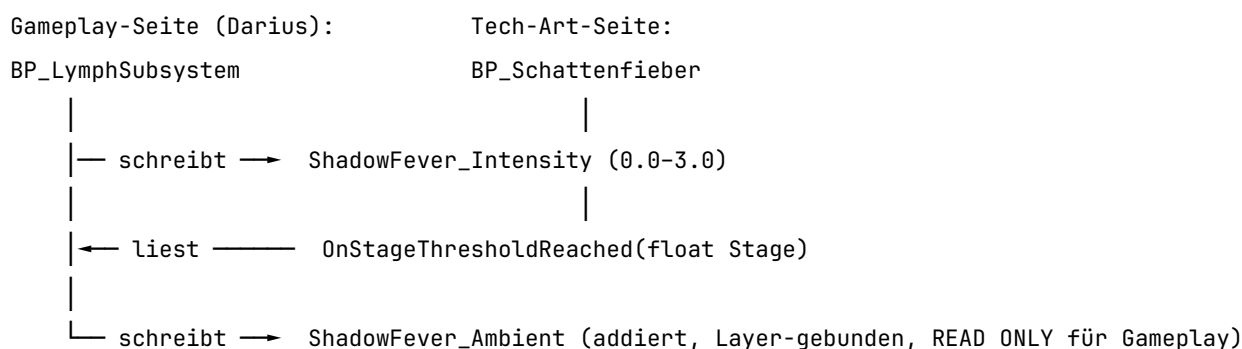 Gameplay-Seite (Darius): Tech-Art-Seite:
BP_LymphSubsystem BP_Schattenfieber
│ │
│── schreibt ──► ShadowFever_Intensity (0.0–3.0)
│ │
│◄── liest ────── OnStageThresholdReached(float Stage)
│
└── schreibt ──► ShadowFever_Ambient (addiert, Layer-gebunden, READ ONLY für Gameplay)